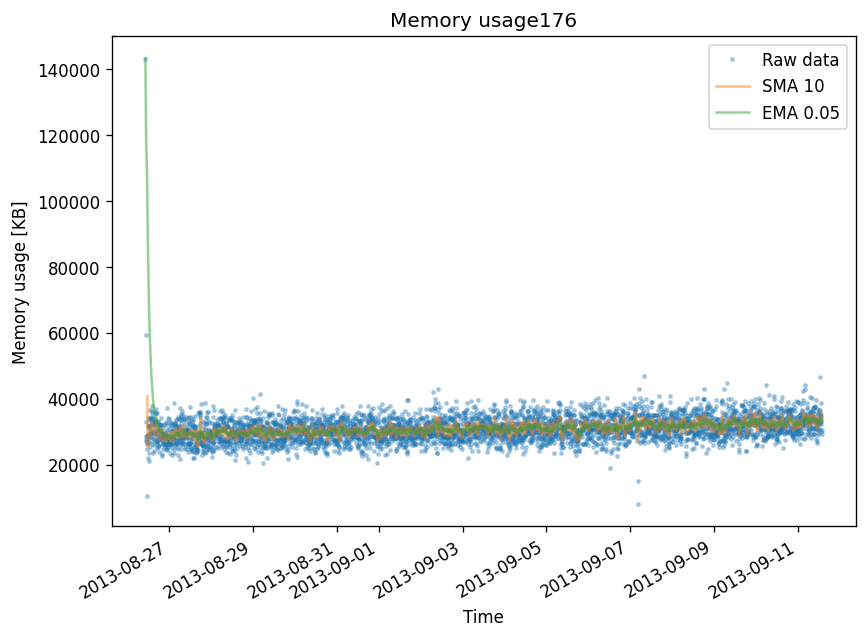 Memory usage176
Raw data
SMA 10
EMA 0.05
Memory usage [KB]
140000
120000
100000
80000
60000
40000
20000
2013-08-27
2013-08-29
2013-08-31
2013-09-01
2013-09-03
2013-09-05
2013-09-07
2013-09-09
2013-09-11
Time